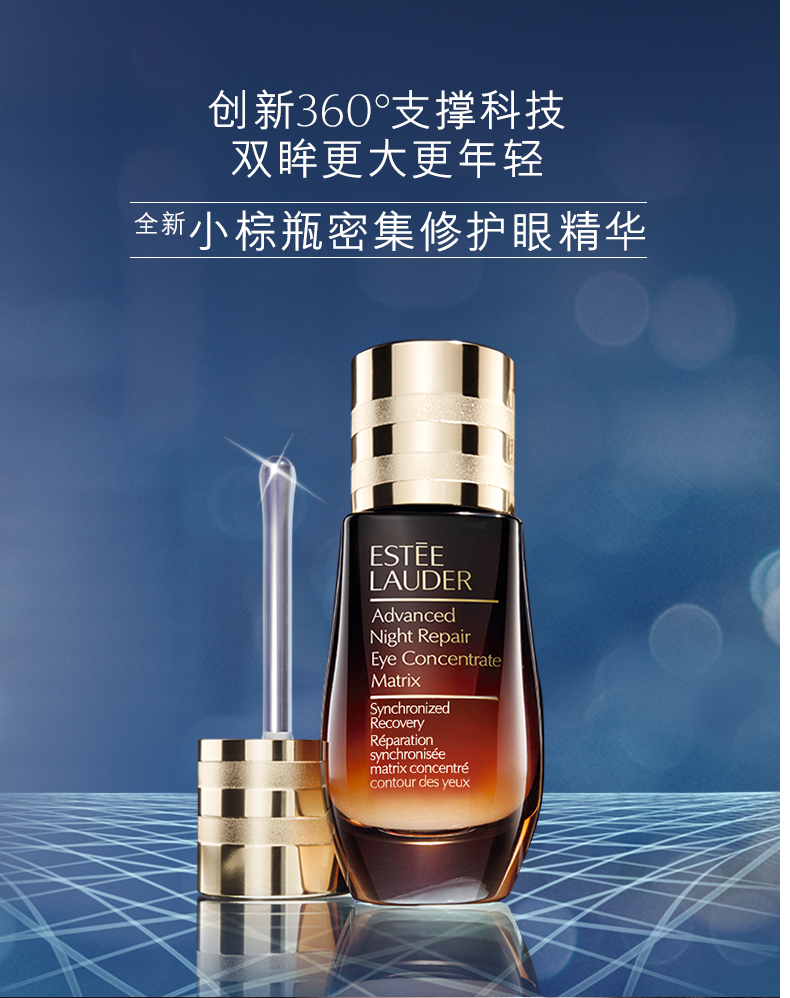 创新360°支撑科技
双眸更大更年轻
全新小棕瓶密集修护眼精华
ESTĒE
LAUDER
Advanced
Night Repair
Eye Concentrate
Matrix
Synchronized
Recovery
Réparation
synchronisée
matrix concentré
contour des yeux